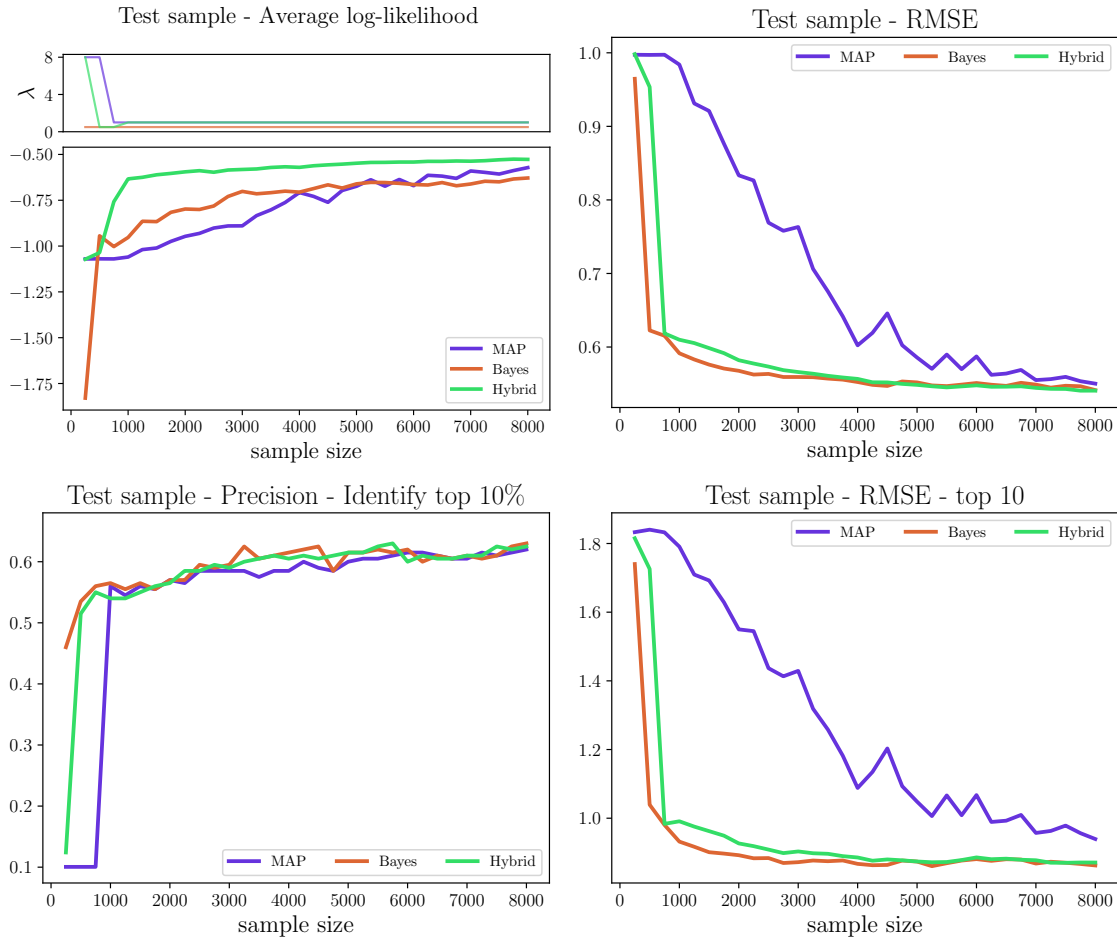 Test sample - Average log-likelihood
8
4
0
λ
−0.50
−0.75
−1.00
−1.25
−1.50
−1.75
MAP
Bayes
Hybrid
0 1000 2000 3000 4000 5000 6000 7000 8000
sample size
Test sample - RMSE
1.0
0.9
0.8
0.7
0.6
MAP Bayes Hybrid
0 1000 2000 3000 4000 5000 6000 7000 8000
sample size
Test sample - Precision - Identify top 10%
0.6
0.5
0.4
0.3
0.2
0.1
MAP Bayes Hybrid
0 1000 2000 3000 4000 5000 6000 7000 8000
sample size
Test sample - RMSE - top 10
1.8
1.6
1.4
1.2
1.0
MAP Bayes Hybrid
0 1000 2000 3000 4000 5000 6000 7000 8000
sample size